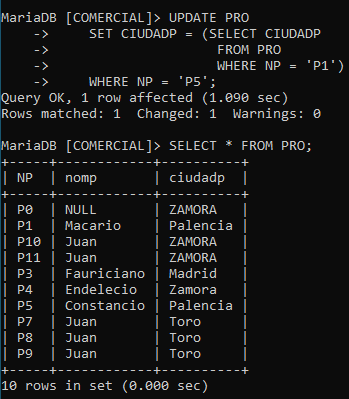 MariaDB [COMERCIAL]> UPDATE PRO
    ->     SET CIUDADP = (SELECT CIUDADP
    ->                    FROM PRO
    ->                    WHERE NP = 'P1')
    ->     WHERE NP = 'P5';
Query OK, 1 row affected (1.090 sec)
Rows matched: 1  Changed: 1  Warnings: 0

MariaDB [COMERCIAL]> SELECT * FROM PRO;
+-----+------------+----------+
| NP  | nomp       | ciudadp  |
+-----+------------+----------+
| P0  | NULL       | ZAMORA   |
| P1  | Macario    | Palencia |
| P10 | Juan       | ZAMORA   |
| P11 | Juan       | ZAMORA   |
| P3  | Fauriciano | Madrid   |
| P4  | Endelecio  | Zamora   |
| P5  | Constancio | Palencia |
| P7  | Juan       | Toro     |
| P8  | Juan       | Toro     |
| P9  | Juan       | Toro     |
+-----+------------+----------+
10 rows in set (0.000 sec)